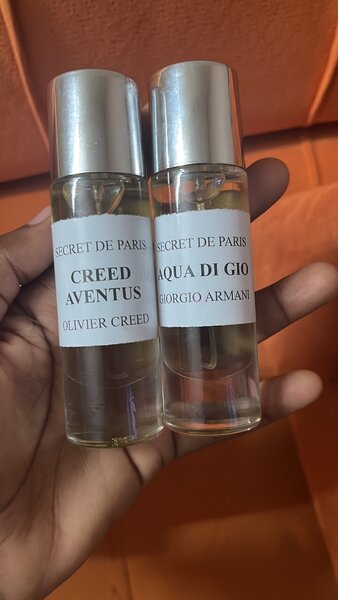 SECRET DE PARIS
CREED
AVENTUS
OLIVIER CREED
SECRET DE PARIS
AQUA DI GIO
GIORGIO ARMANI